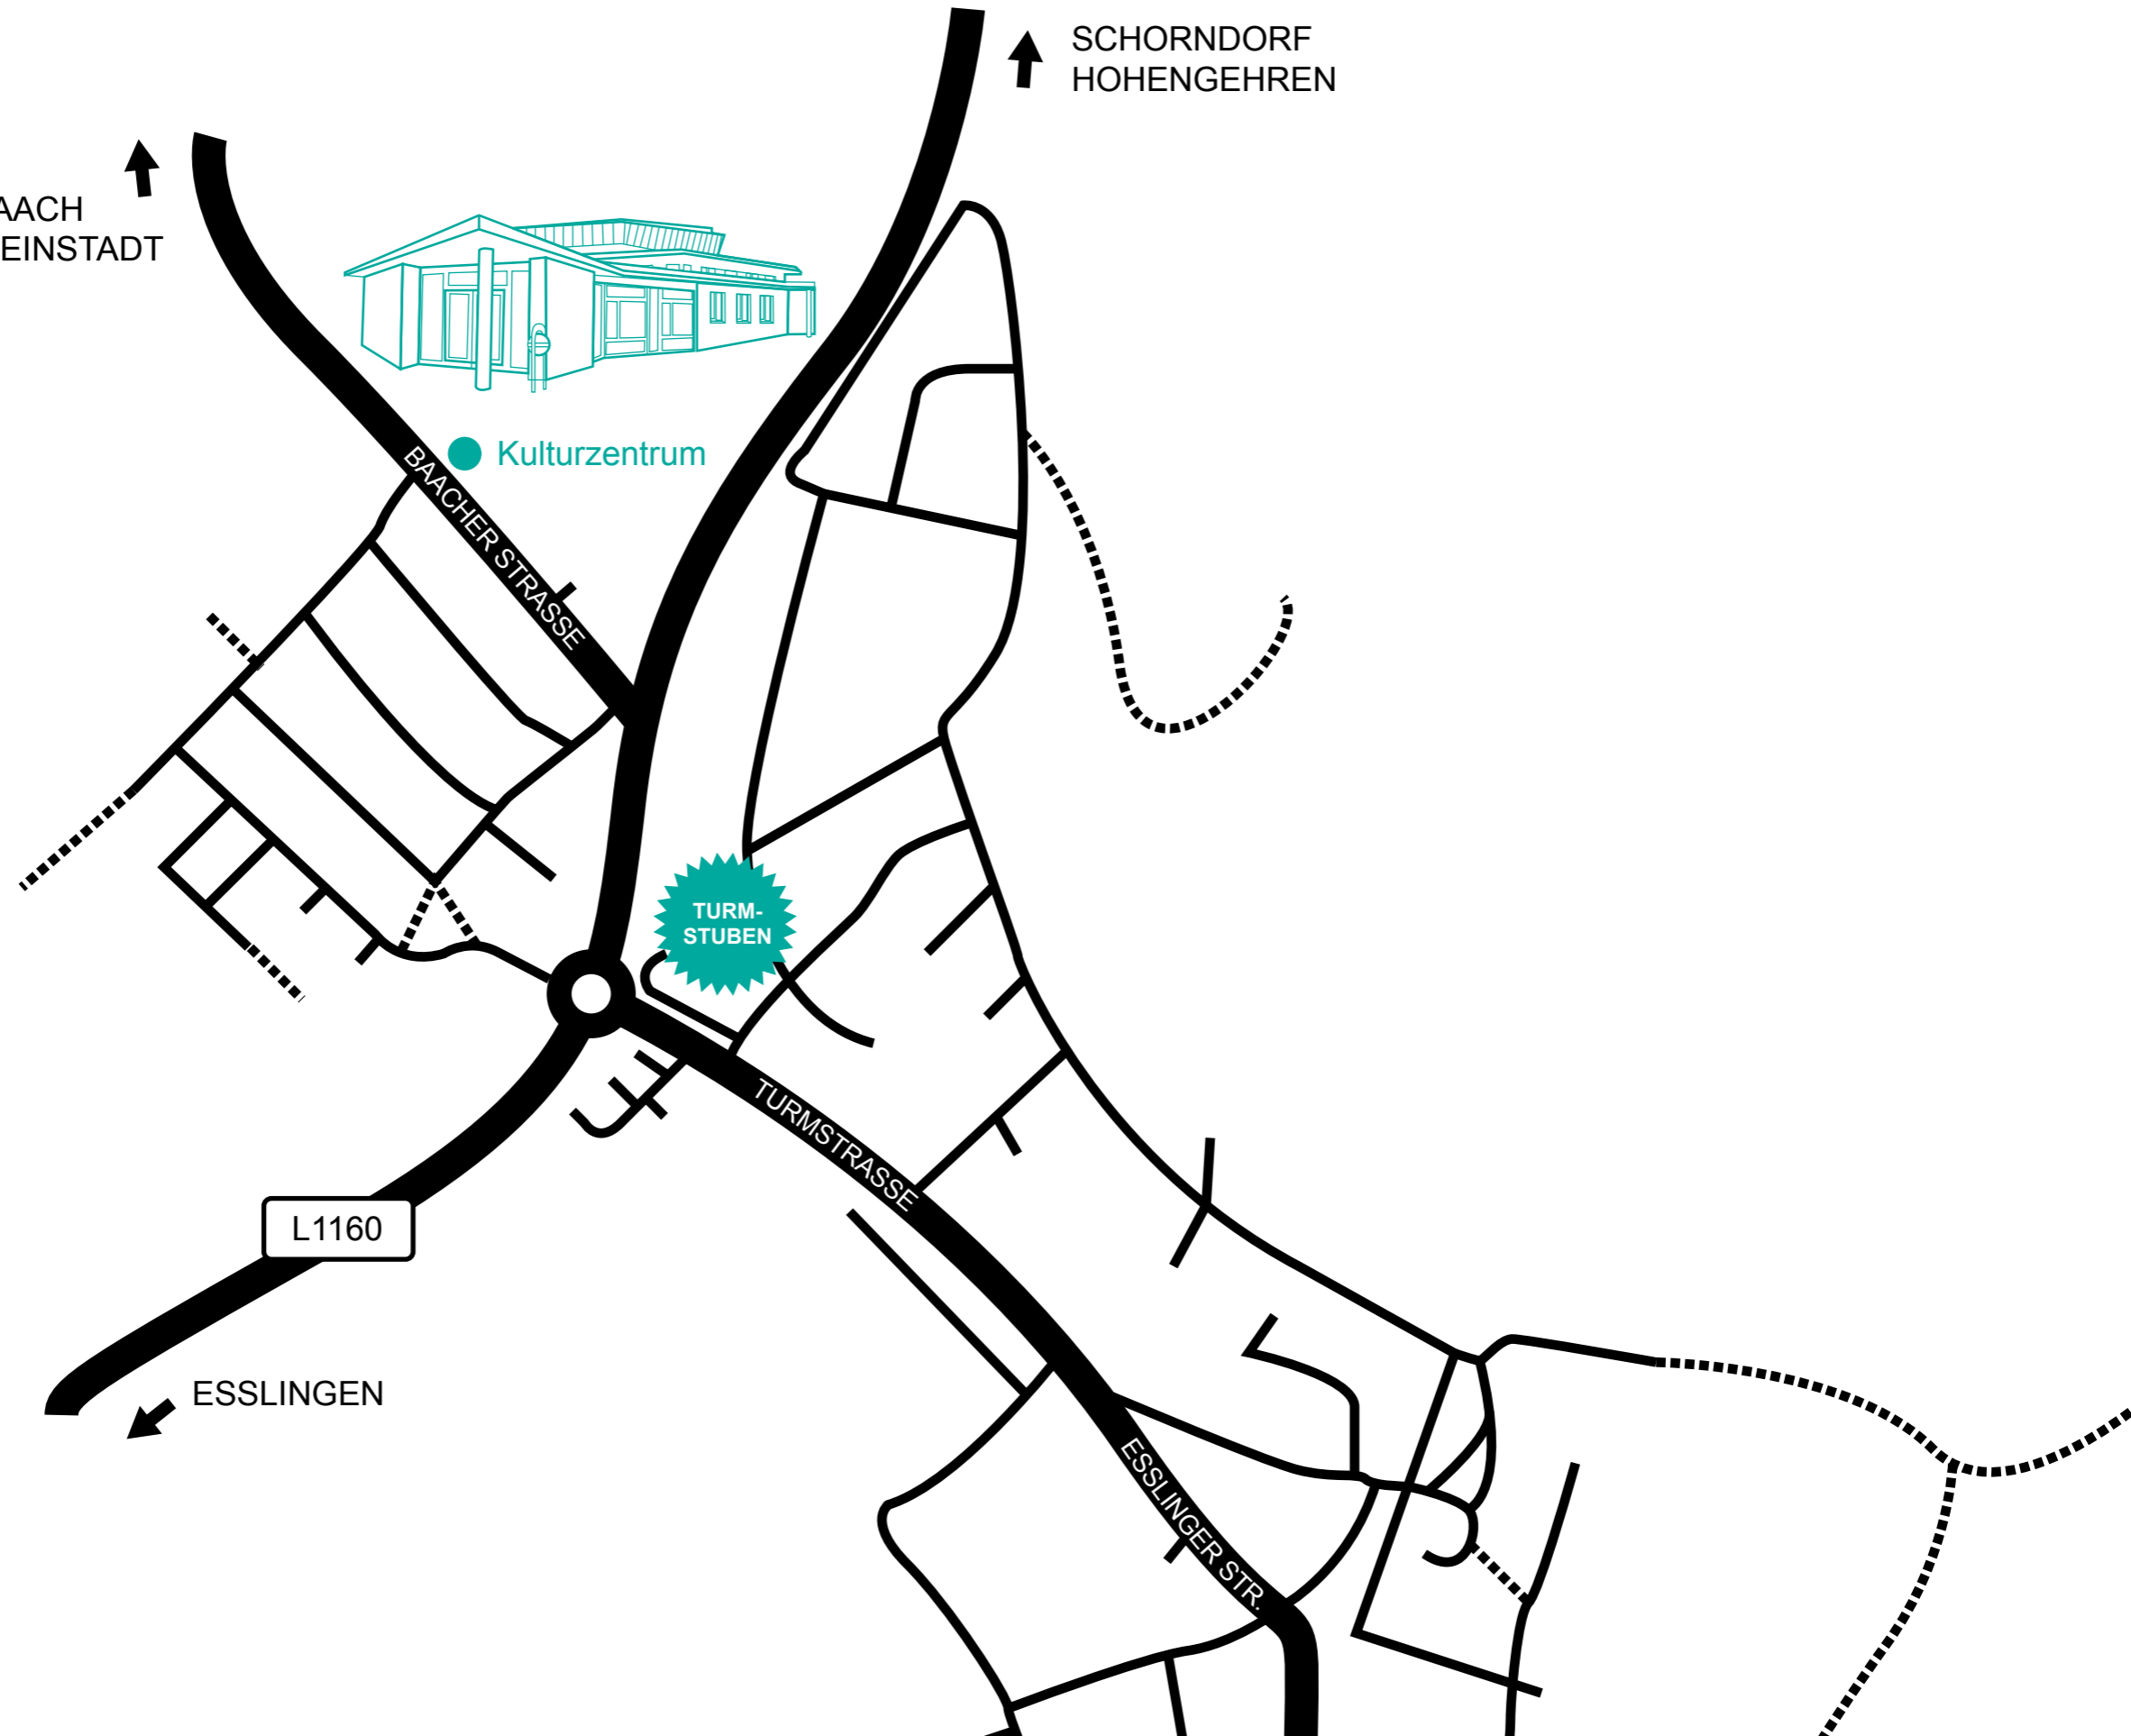 SCHORNDORF
HOHENGEHREN
AACH
EINSTADT
Kulturzentrum
BAACHER STRASSE
TURM-
STUBEN
TURMSTRASSE
L1160
ESSLINGEN
ESSLINGER STR.